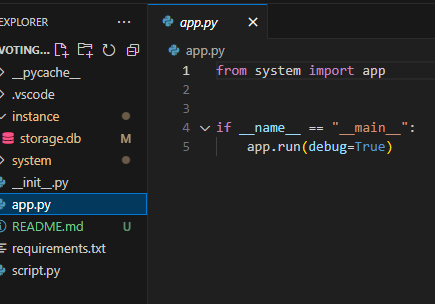 EXPLORER
VOTING...
__pycache__
.vscode
instance
storage.db M
system
__init__.py
app.py
README.md U
requirements.txt
script.py
app.py
app.py
1 from system import app
2
3
4 if __name__ == "__main__":
5 app.run(debug=True)